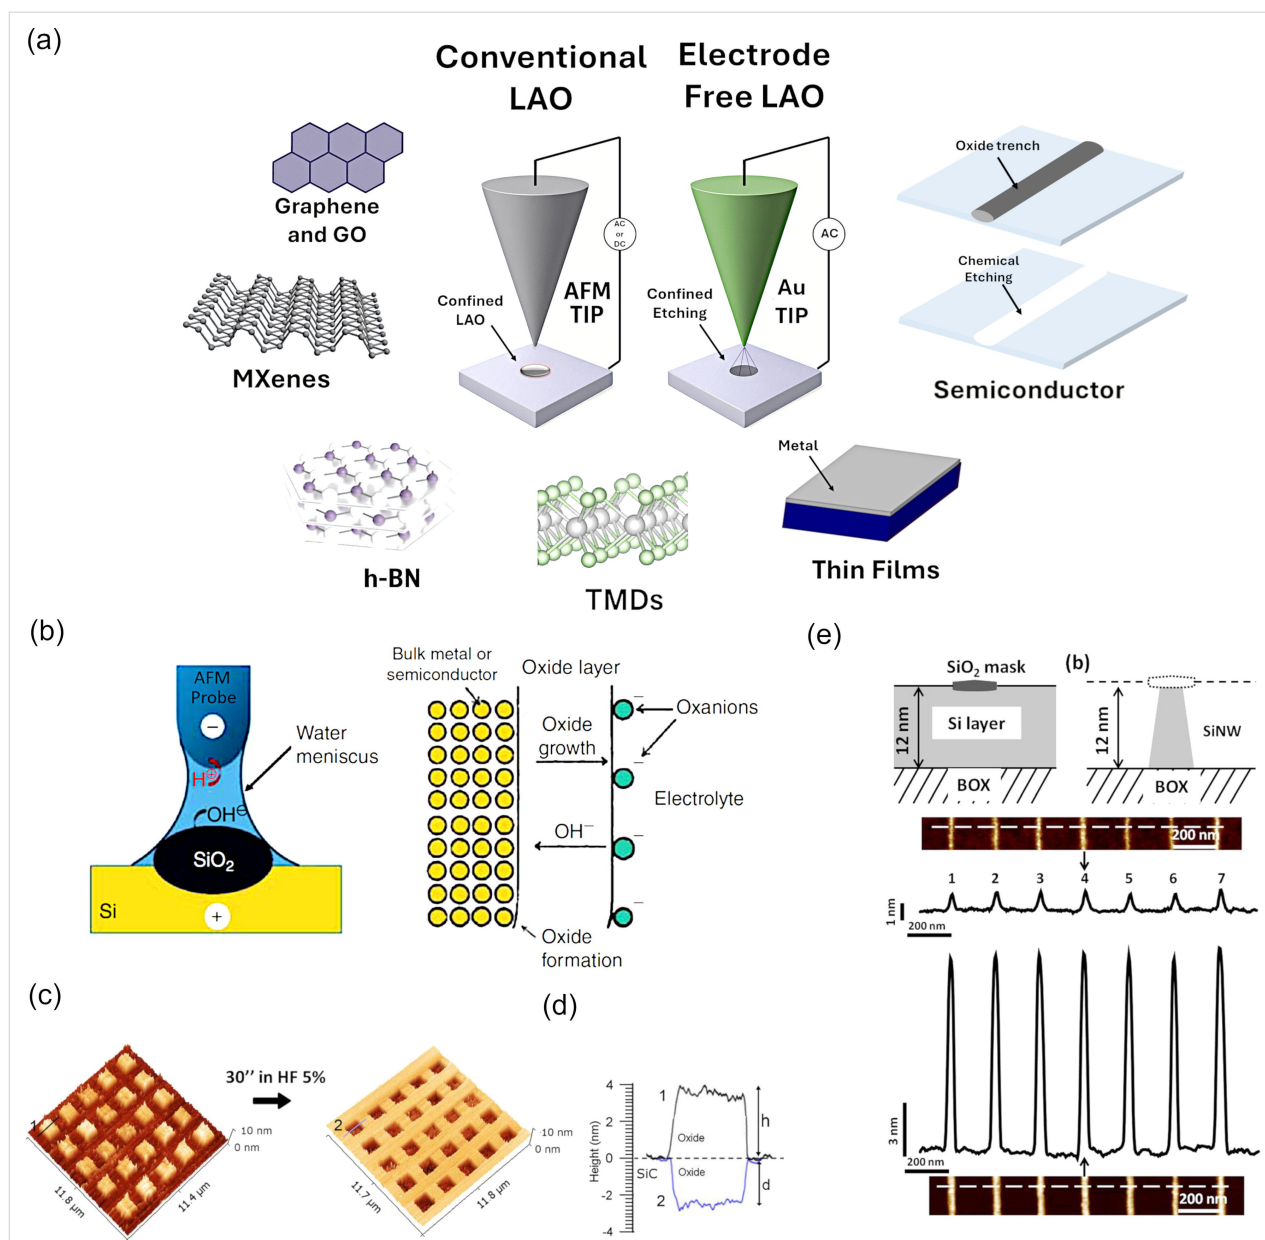 (a)
Conventional
LAO
Electrode
Free LAO
Graphene
and GO
AC
or
DC
AC
Oxide trench
Chemical
Etching
Semiconductor
Confined
LAO
AFM
TIP
Confined
Etching
Au
TIP
MXenes
h-BN
TMDs
Metal
Thin Films
(b)
AFM
Probe
−
H⊕
OH⊖
Water
meniscus
SiO₂
Si
+
Bulk metal or
semiconductor
Oxide layer
Oxide
growth
Oxanions
Electrolyte
OH⁻
Oxide
formation
(c)
1
11.8 µm
11.4 µm
10 nm
0 nm
30’’ in HF 5%
2
11.7 µm
11.8 µm
10 nm
0 nm
(d)
Height (nm)
4
2
0
-2
-4
1
Oxide
h
SiC
Oxide
2
d
(e)
SiO₂ mask
12 nm
Si layer
BOX
(b)
12 nm
SiNW
BOX
200 nm
1 2 3 4 5 6 7
1 nm
200 nm
3 nm
200 nm
200 nm